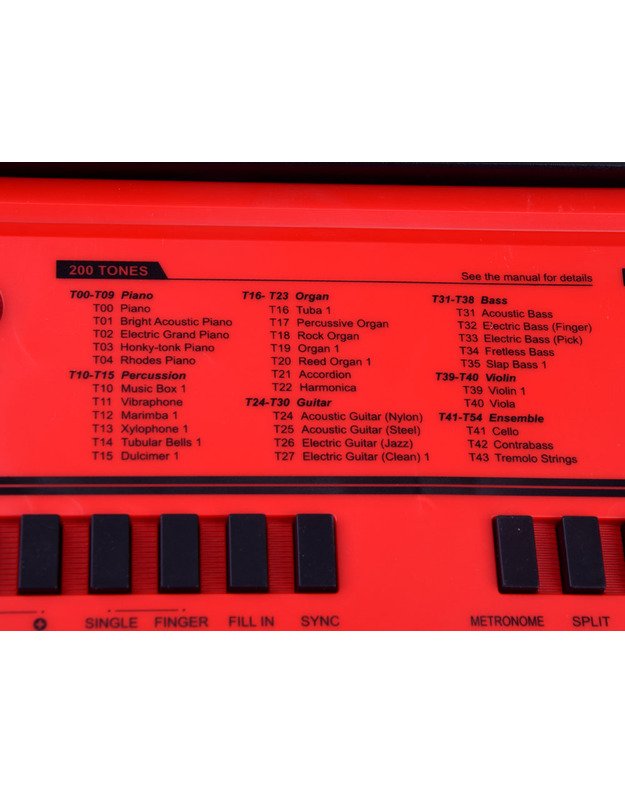 200 TONES
See the manual for details
T00-T09 Piano
T00 Piano
T01 Bright Acoustic Piano
T02 Electric Grand Piano
T03 Honky-tonk Piano
T04 Rhodes Piano
T10-T15 Percussion
T10 Music Box 1
T11 Vibraphone
T12 Marimba 1
T13 Xylophone 1
T14 Tubular Bells 1
T15 Dulcimer 1
T16- T23 Organ
T16 Tuba 1
T17 Percussive Organ
T18 Rock Organ
T19 Organ 1
T20 Reed Organ 1
T21 Accordion
T22 Harmonica
T24-T30 Guitar
T24 Acoustic Guitar (Nylon)
T25 Acoustic Guitar (Steel)
T26 Electric Guitar (Jazz)
T27 Electric Guitar (Clean) 1
T31-T38 Bass
T31 Acoustic Bass
T32 Electric Bass (Finger)
T33 Electric Bass (Pick)
T34 Fretless Bass
T35 Slap Bass 1
T39-T40 Violin
T39 Violin 1
T40 Viola
T41-T54 Ensemble
T41 Cello
T42 Contrabass
T43 Tremolo Strings
+ SINGLE FINGER FILL IN SYNC METRONOME SPLIT